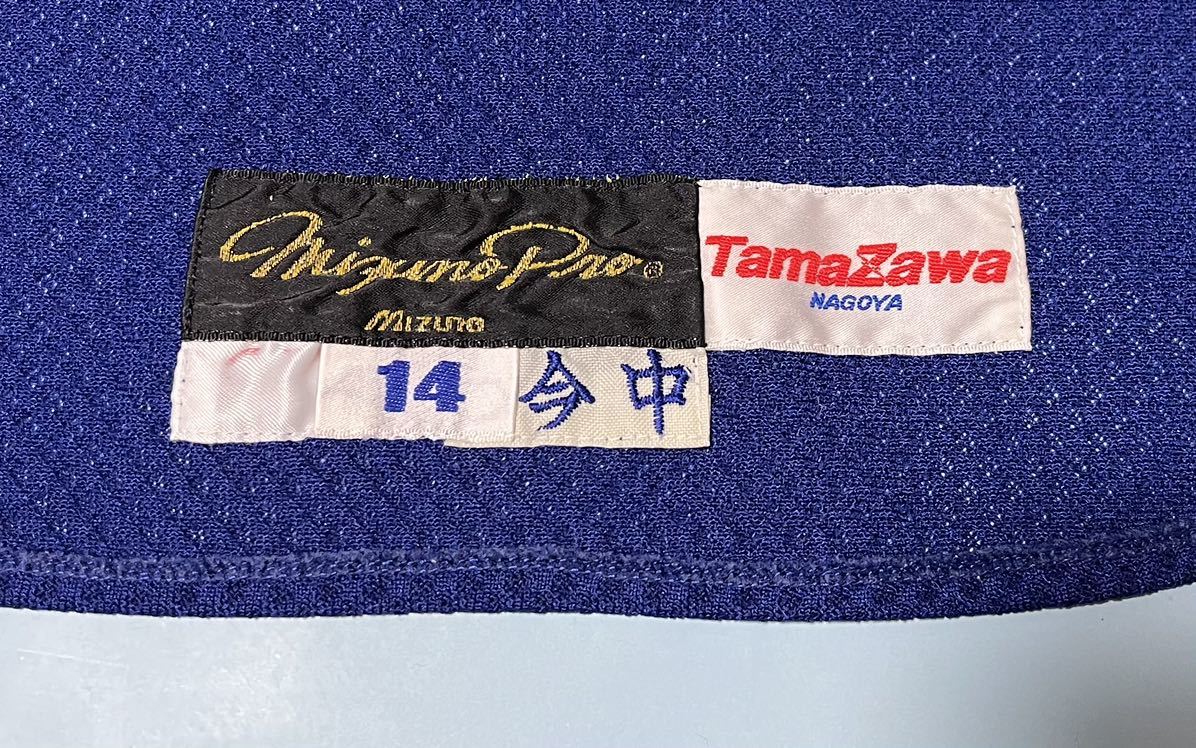 Mizuno Pro®
Mizuno
TamaZawa
NAGOYA
14 今中